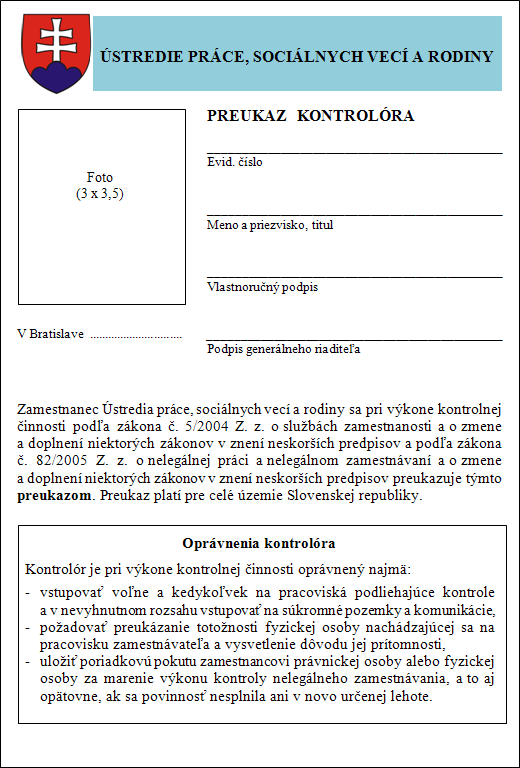 ÚSTREDIE PRÁCE, SOCIÁLNYCH VECÍ A RODINY
PREUKAZ KONTROLÓRA
Foto
(3 x 3,5)
Evid. číslo
Meno a priezvisko, titul
Vlastnoručný podpis
V Bratislave ...............................
Podpis generálneho riaditeľa
Zamestnanec Ústredia práce, sociálnych vecí a rodiny sa pri výkone kontrolnej
činnosti podľa zákona č. 5/2004 Z. z. o službách zamestnanosti a o zmene
a doplnení niektorých zákonov v znení neskorších predpisov a podľa zákona
č. 82/2005 Z. z. o nelegálnej práci a nelegálnom zamestnávaní a o zmene
a doplnení niektorých zákonov v znení neskorších predpisov preukazuje týmto
preukazom. Preukaz platí pre celé územie Slovenskej republiky.
Oprávnenia kontrolóra
Kontrolór je pri výkone kontrolnej činnosti oprávnený najmä:
- vstupovať voľne a kedykoľvek na pracoviská podliehajúce kontrole
a v nevyhnutnom rozsahu vstupovať na súkromné pozemky a komunikácie,
- požadovať preukázanie totožnosti fyzickej osoby nachádzajúcej sa na
pracovisku zamestnávateľa a vysvetlenie dôvodu jej prítomnosti,
- uložiť poriadkovú pokutu zamestnancovi právnickej osoby alebo fyzickej
osoby za marenie výkonu kontroly nelegálneho zamestnávania, a to aj
opätovne, ak sa povinnosť nesplnila ani v novo určenej lehote.